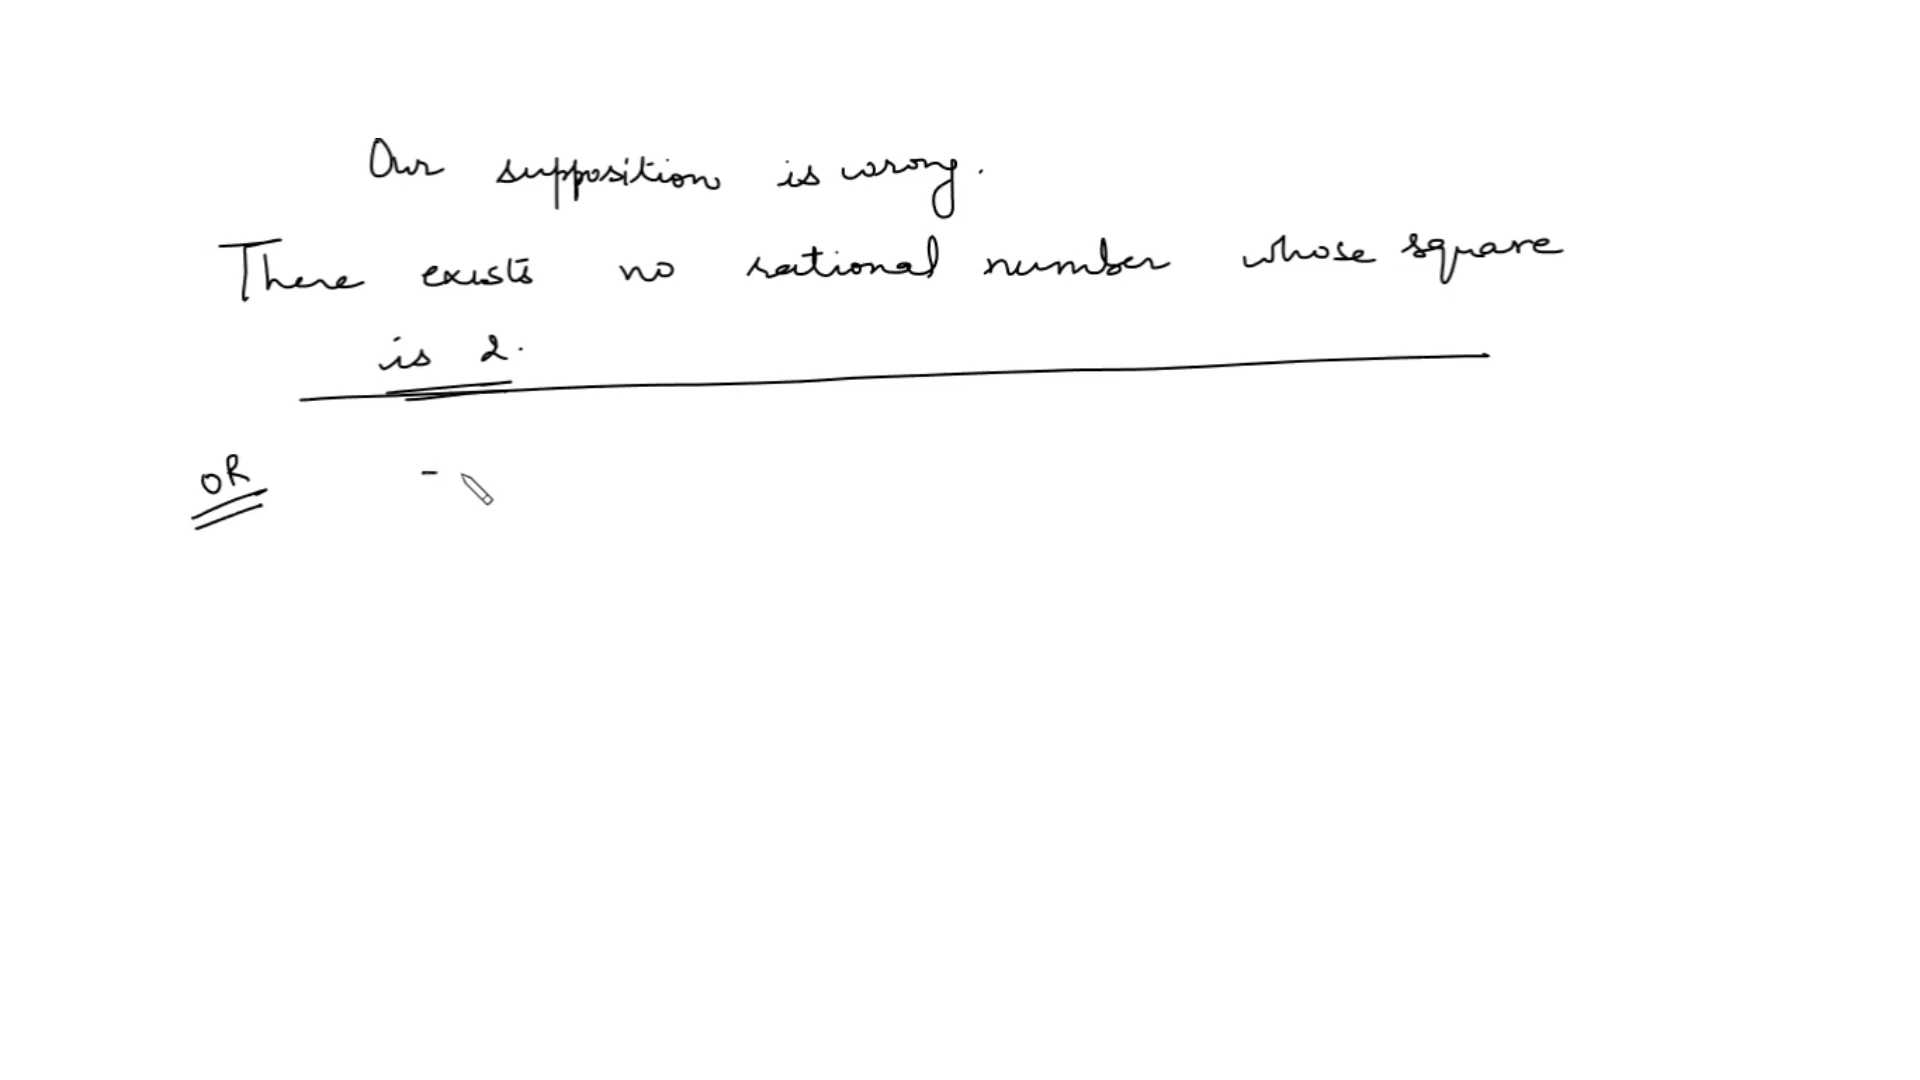 Our supposition is wrong.
There exists no rational number whose square
is 2.
OR
-